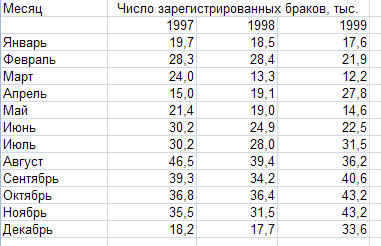 Месяц Число зарегистрированных браков, тыс.
1997 1998 1999
Январь 19,7 18,5 17,6
Февраль 28,3 28,4 21,9
Март 24,0 13,3 12,2
Апрель 15,0 19,1 27,8
Май 21,4 19,0 14,6
Июнь 30,2 24,9 22,5
Июль 30,2 28,0 31,5
Август 46,5 39,4 36,2
Сентябрь 39,3 34,2 40,6
Октябрь 36,8 36,4 43,2
Ноябрь 35,5 31,5 43,2
Декабрь 18,2 17,7 33,6